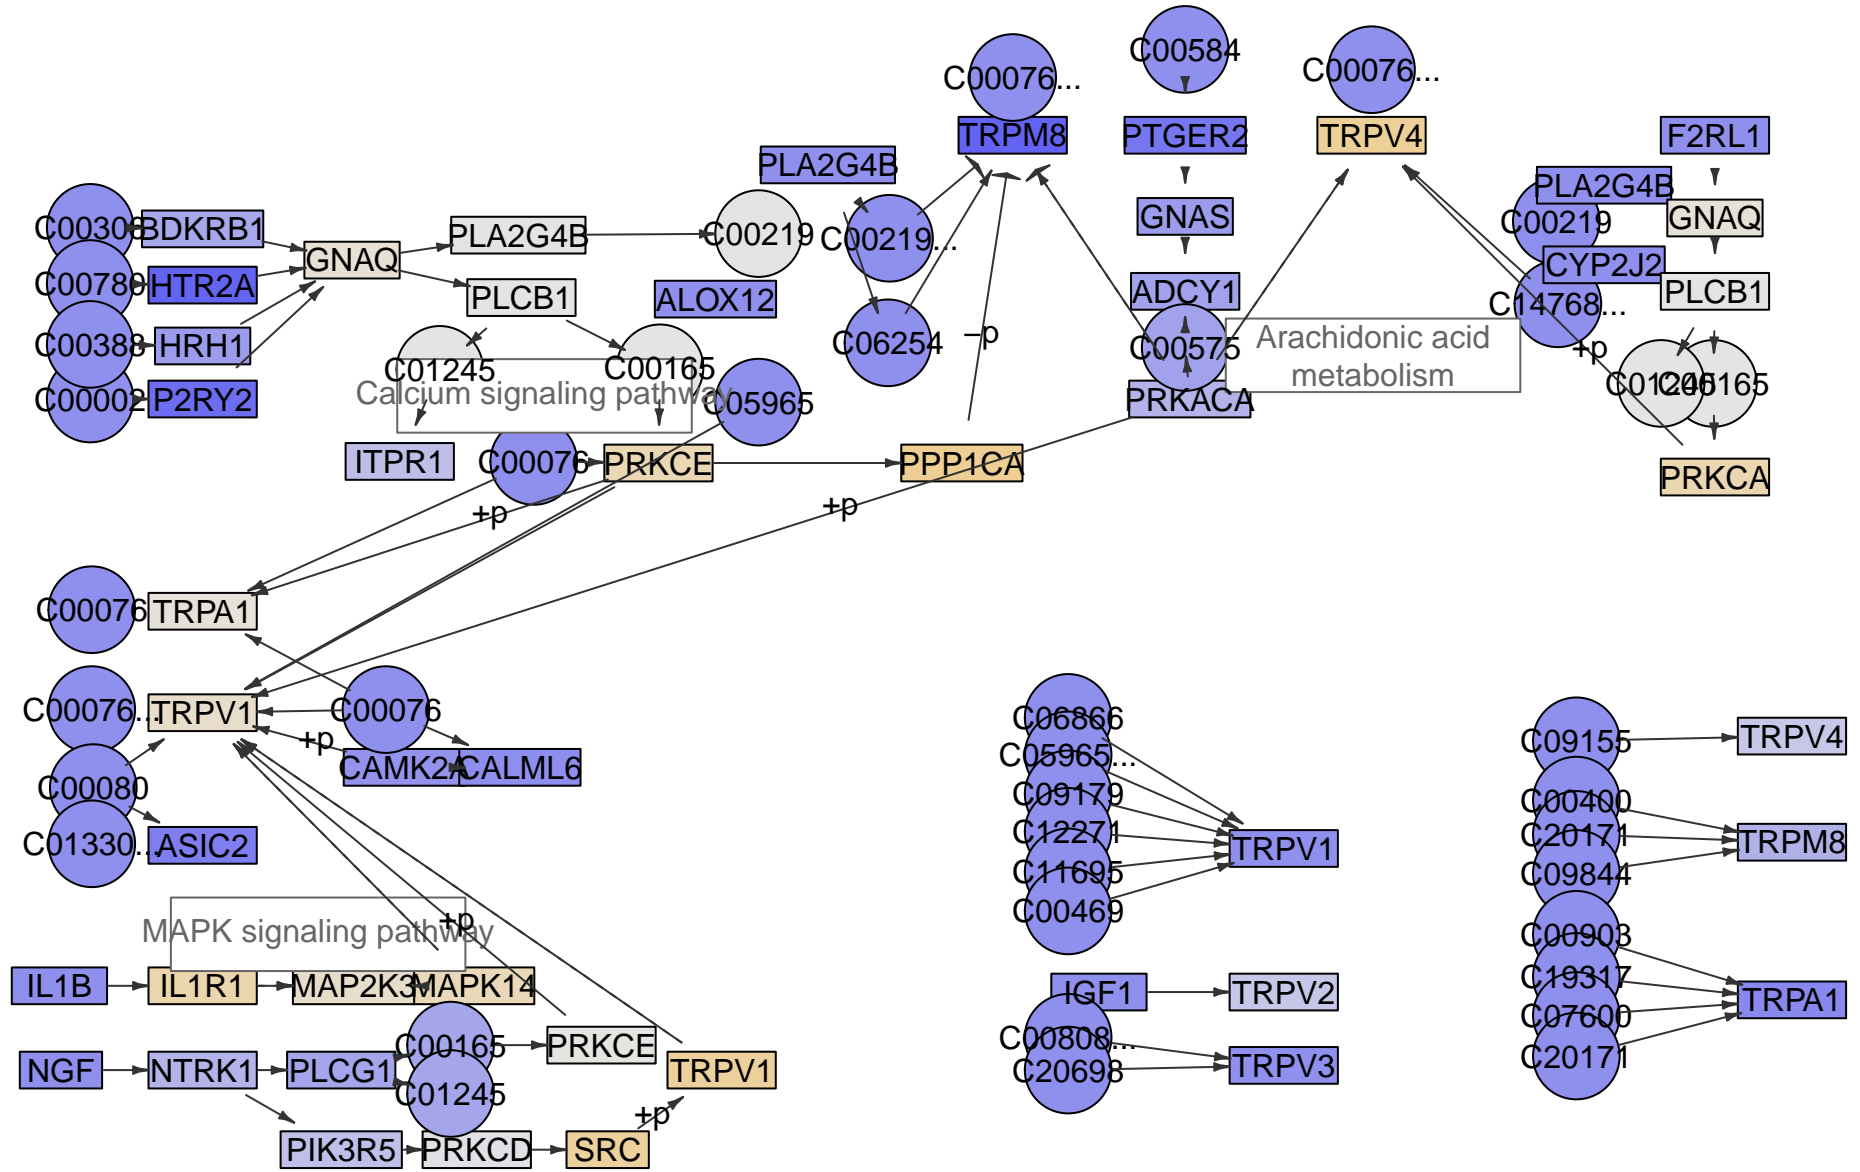 C00584
C00076...
C00076...
TRPM8
PTGER2
TRPV4
F2RL1
PLA2G4B
PLA2G4B
BDKRB1
PLA2G4B
C00219
C00219...
GNAS
C00219
GNAQ
GNAQ
CYP2J2
C00780
HTR2A
PLCB1
ALOX12
ADCY1
C14768...
PLCB1
C00388
HRH1
C01245
C00165
C06254
–p
C00575
Arachidonic acid
metabolism
+p
C00002
P2RY2
Calcium signaling pathway
C05965
PRKACA
C01245
C00165
ITPR1
C00076
PRKCE
PPP1CA
PRKCA
+p
+p
C00076
TRPA1
C00076...
TRPV1
C00076
+p
CAMK2A
CALML6
C00080
C01330...
ASIC2
C06866
C05965...
C09179
C12271
C11695
C00469
TRPV1
C09155
TRPV4
C00400
C20171
C09844
TRPM8
C00903
C19317
C07600
C20171
TRPA1
MAPK signaling pathway
+p
IL1B
IL1R1
MAP2K3
MAPK14
IGF1
TRPV2
C00165
PRKCE
C00808...
C20698
TRPV3
NGF
NTRK1
PLCG1
C01245
TRPV1
+p
PIK3R5
PRKCD
SRC